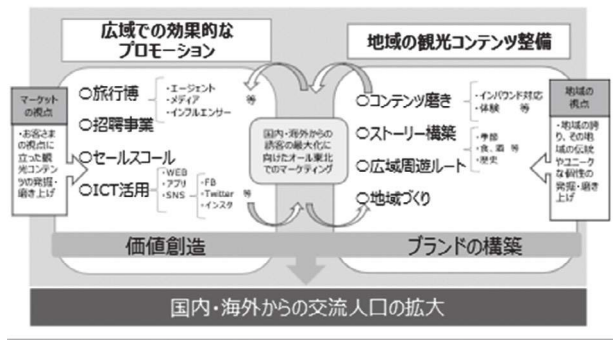 広域での効果的な
プロモーション
地域の観光コンテンツ整備
マーケット
の視点
・お客さま
の視点に
立った観
光コンテン
ツの発掘・
磨き上げ
〇旅行博
・エージェント
・メディア 等
・インフルエンサー
〇招聘事業
〇セールスコール
〇ICT活用
・WEB
・アプリ
・SNS
・FB
・Twitter 等
・インスタ
国内・海外からの
誘客の最大化に
向けたオール東北
でのマーケティング
〇コンテンツ磨き
・インバウンド対応
・体験 等
〇ストーリー構築
〇広域周遊ルート
・季節
・食、酒 等
・歴史
〇地域づくり
地域の
視点
・地域の誇
り、その地
域の伝統
やユニーク
な個性の
発掘・磨
き上げ
価値創造
ブランドの構築
国内・海外からの交流人口の拡大